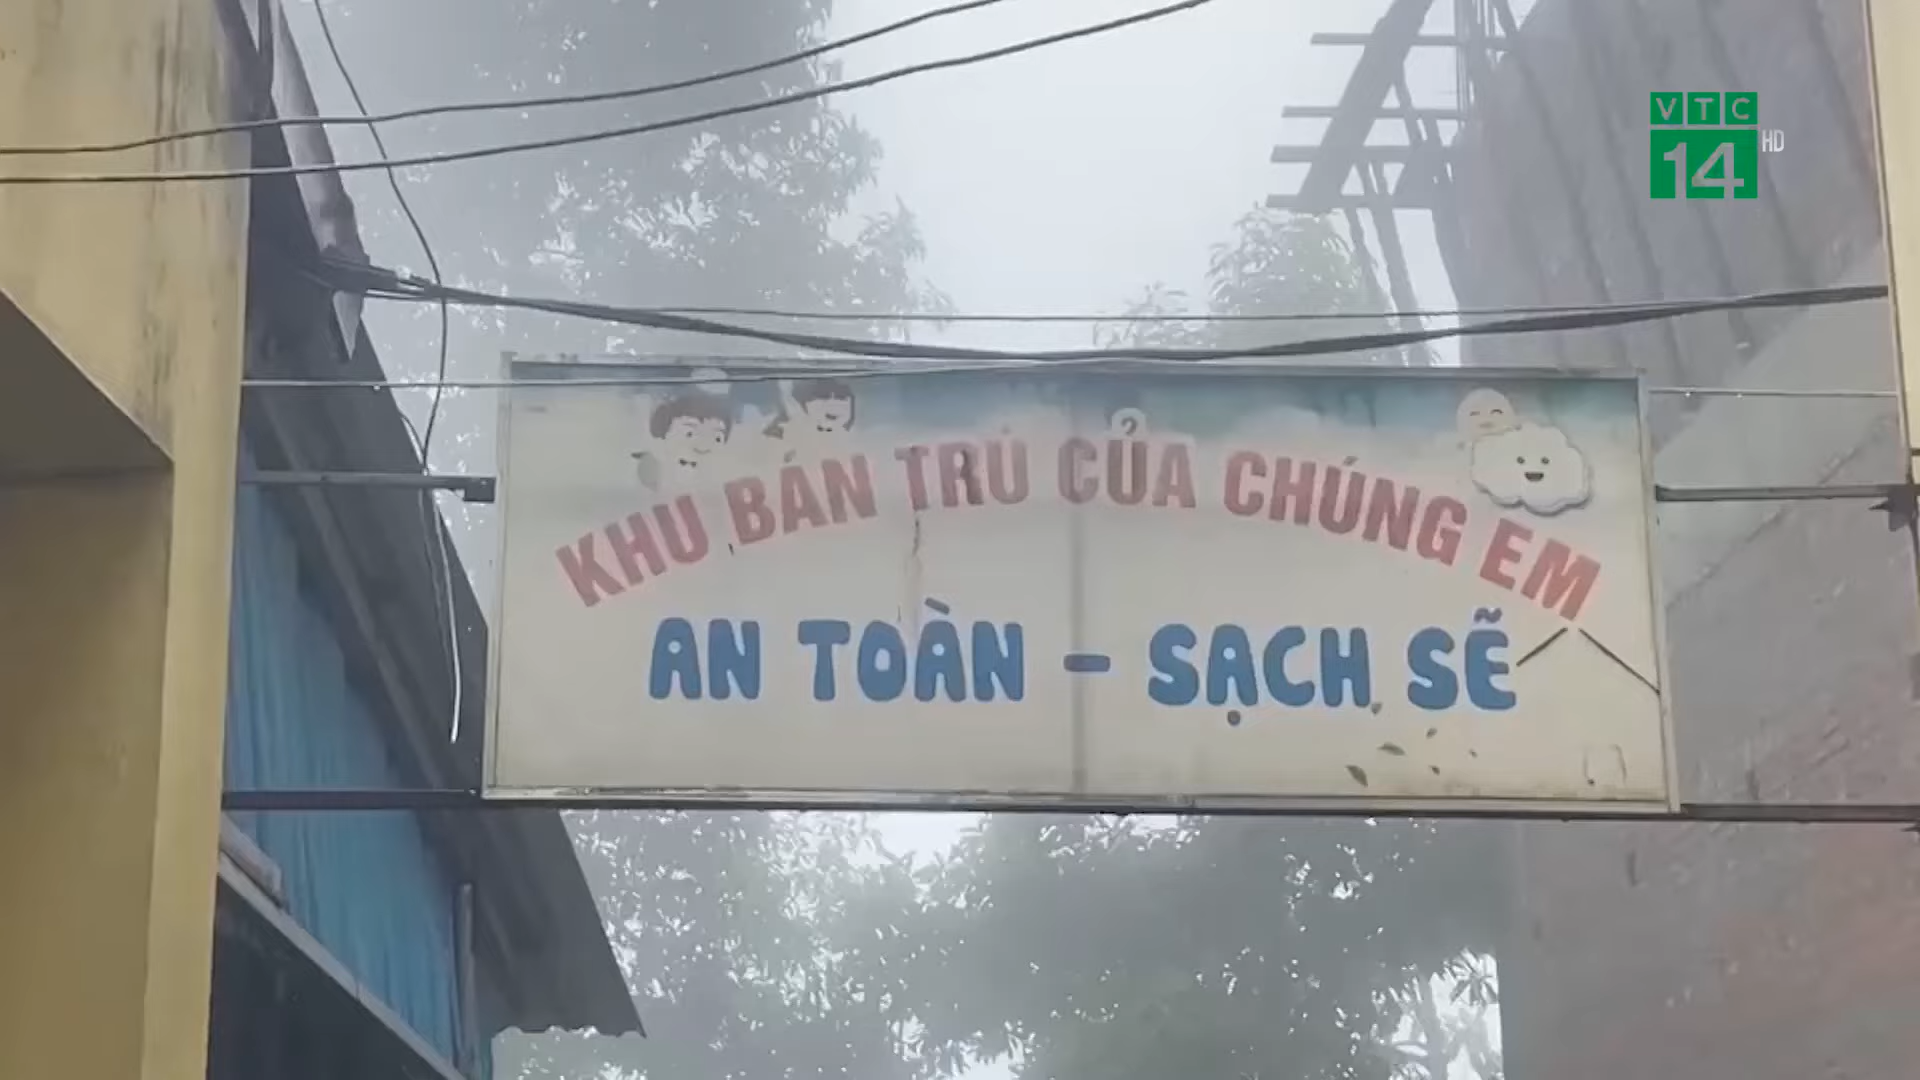 VTC
14 HD
KHU BÁN TRÚ CỦA CHÚNG EM
AN TOÀN - SẠCH SẼ